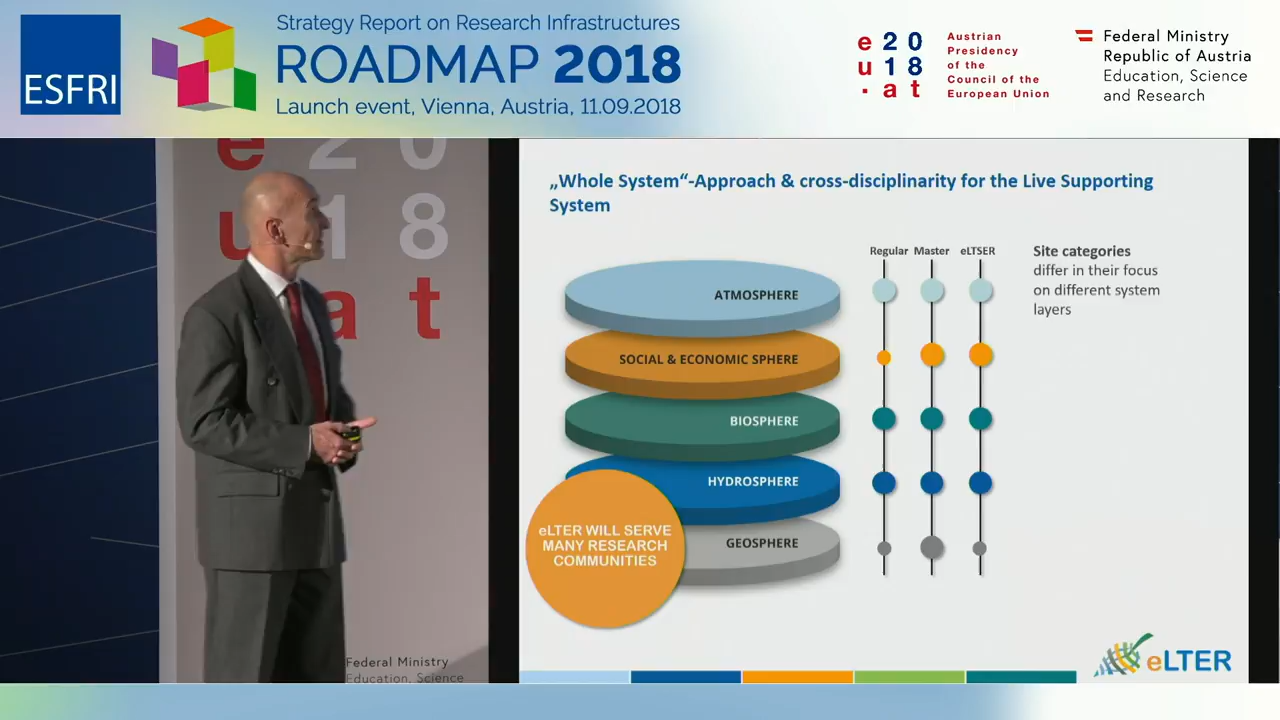 ESFRI
Strategy Report on Research Infrastructures
ROADMAP 2018
Launch event, Vienna, Austria, 11.09.2018
e 20
u 18
. at
Austrian
Presidency
of the
Council of the
European Union
Federal Ministry
Republic of Austria
Education, Science
and Research
e 2 0
u 1 8
a t
Federal Ministry
Education, Science
„Whole System“-Approach & cross-disciplinarity for the Live Supporting
System
Regular Master eLTSER
ATMOSPHERE
SOCIAL & ECONOMIC SPHERE
BIOSPHERE
HYDROSPHERE
GEOSPHERE
Site categories
differ in their focus
on different system
layers
eLTER WILL SERVE
MANY RESEARCH
COMMUNITIES
eLTER